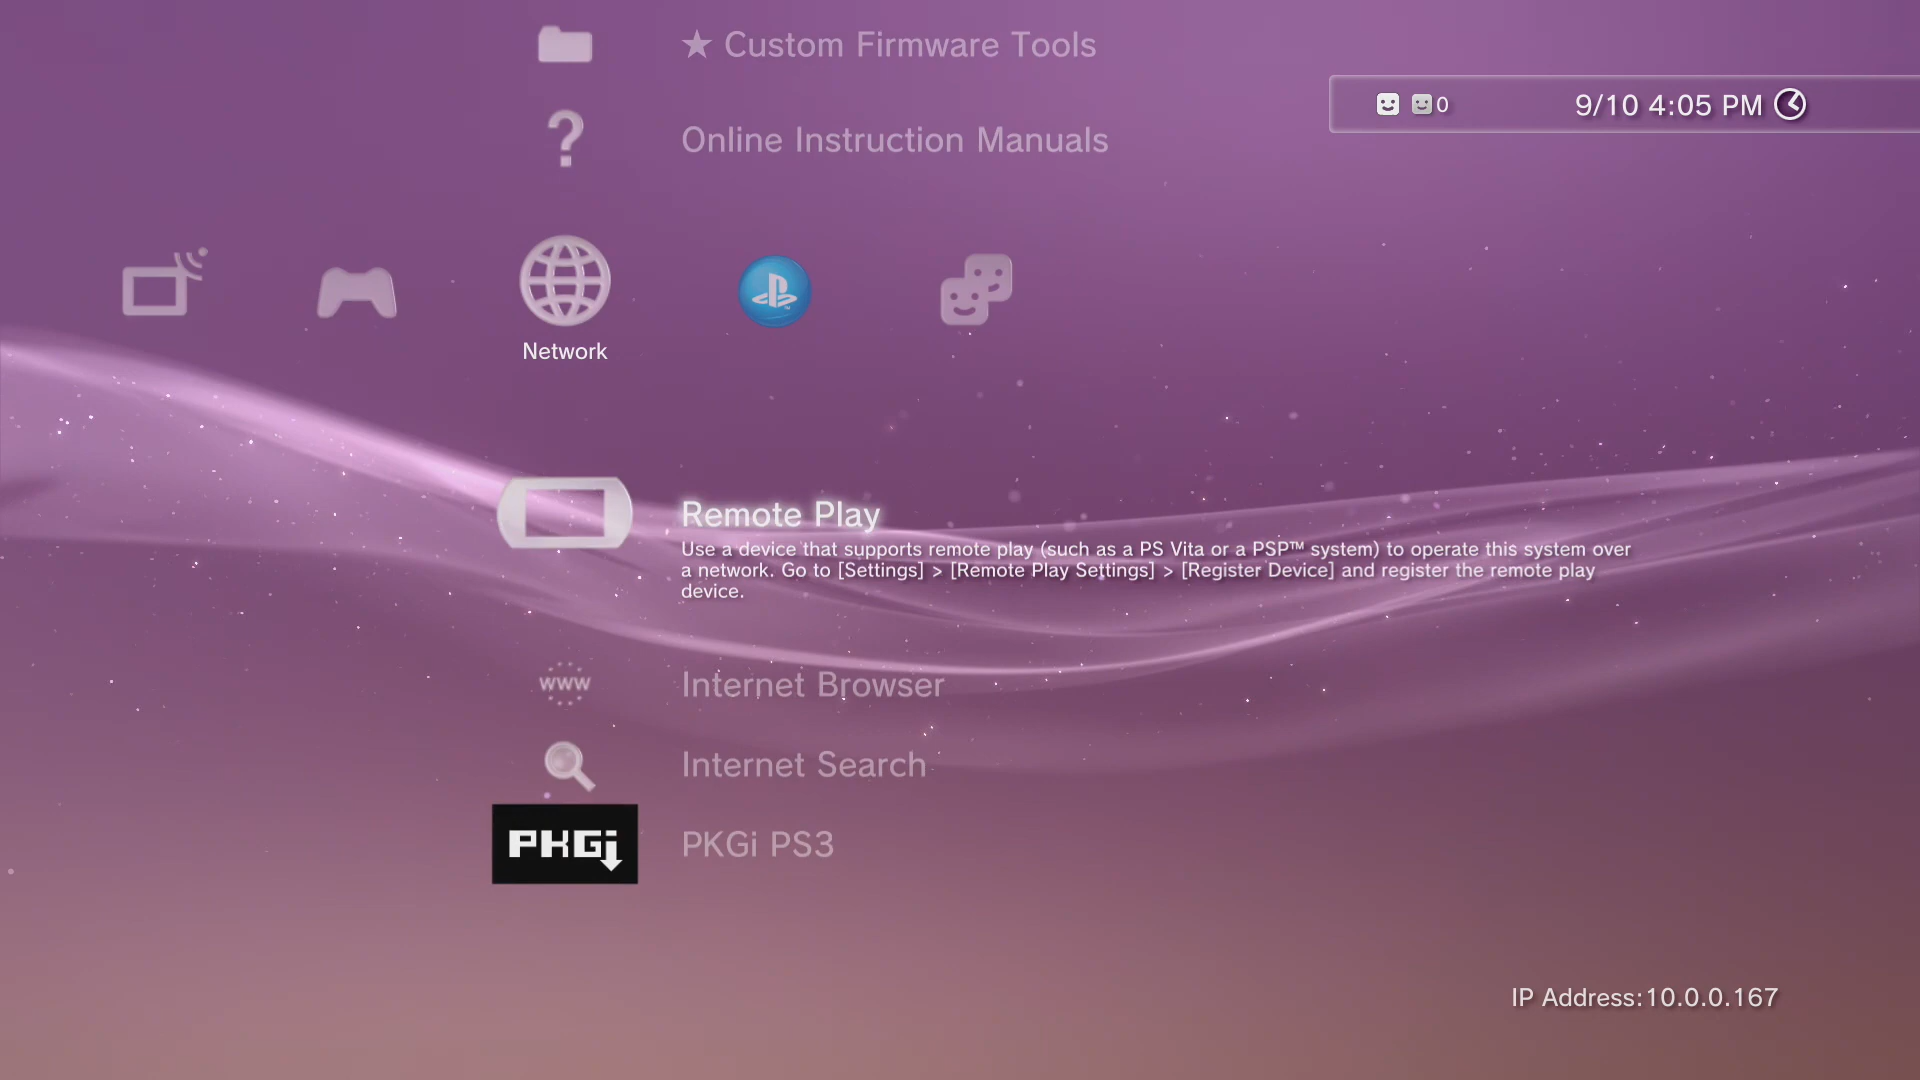 ★ Custom Firmware Tools
0
9/10 4:05 PM
Online Instruction Manuals
Network
Remote Play
Use a device that supports remote play (such as a PS Vita or a PSP™ system) to operate this system over
a network. Go to [Settings] > [Remote Play Settings] > [Register Device] and register the remote play
device.
www
Internet Browser
Internet Search
PKGi
PKGi PS3
IP Address:10.0.0.167